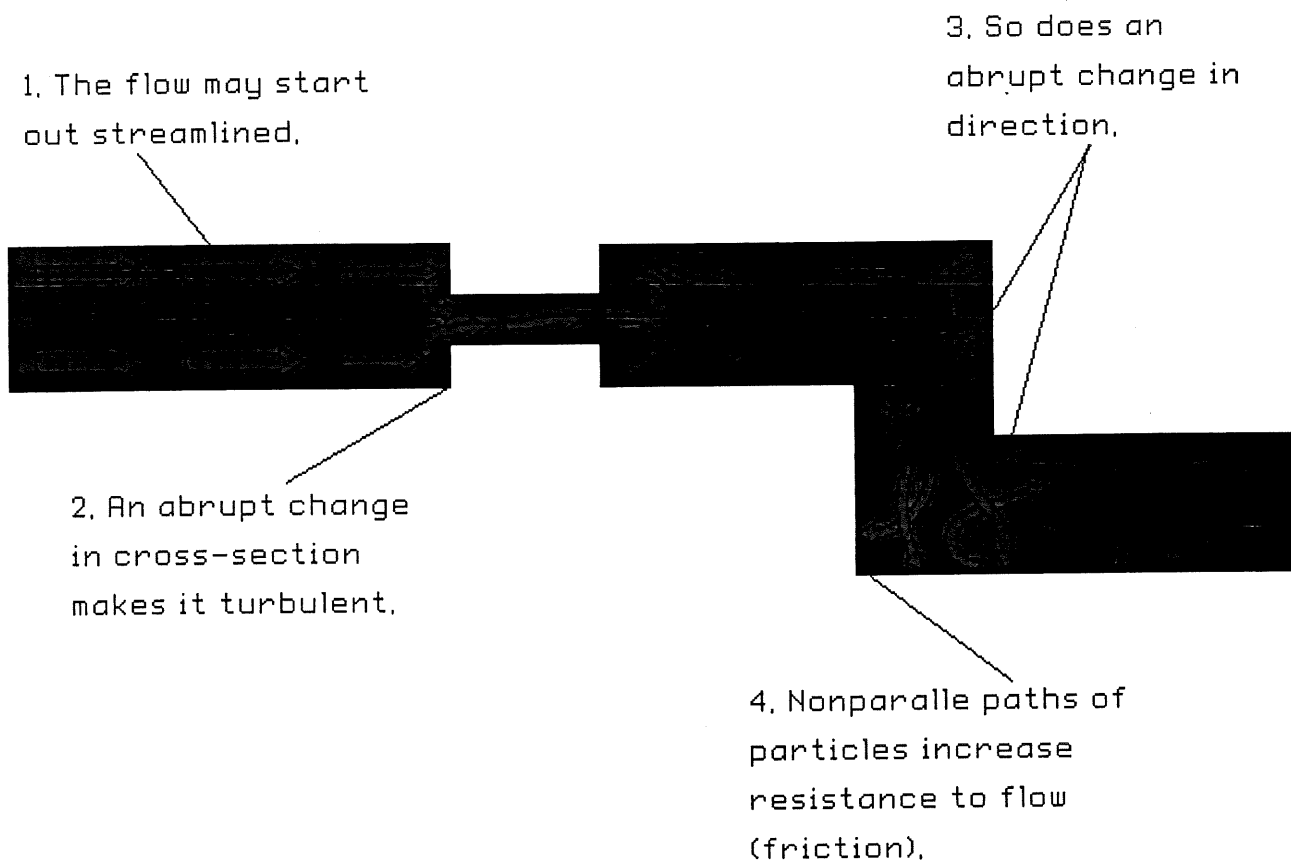 1. The flow may start
out streamlined.
2. An abrupt change
in cross-section
makes it turbulent.
3. So does an
abrupt change in
direction.
4. Nonparalle paths of
particles increase
resistance to flow
(friction).